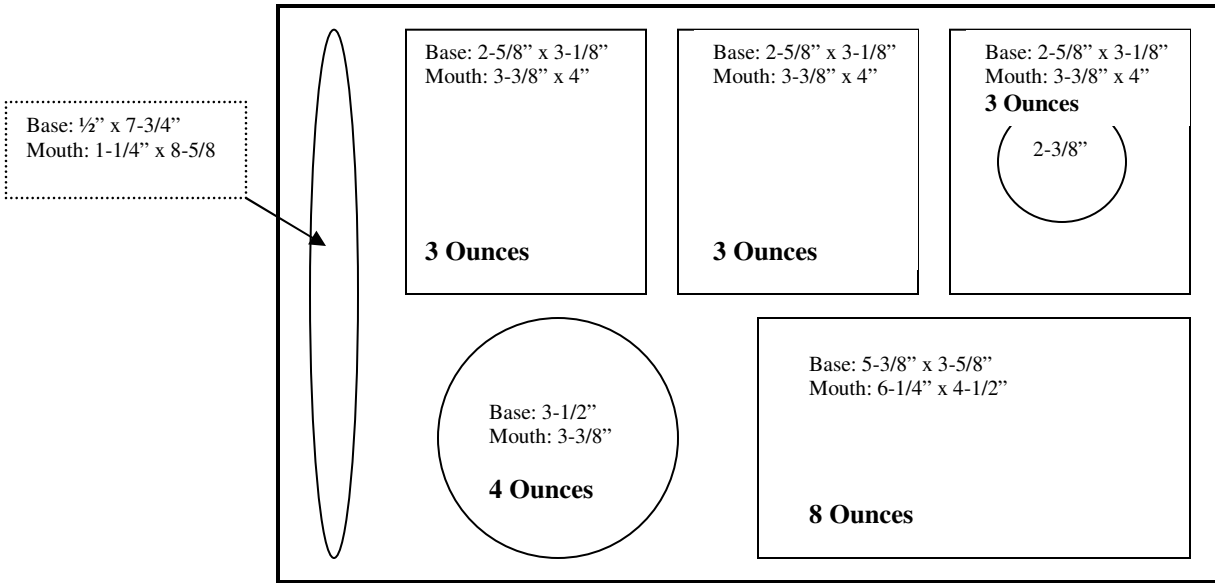 Base: ½” x 7-3/4”
Mouth: 1-1/4” x 8-5/8
Base: 2-5/8” x 3-1/8”
Mouth: 3-3/8” x 4”
3 Ounces
Base: 2-5/8” x 3-1/8”
Mouth: 3-3/8” x 4”
3 Ounces
Base: 2-5/8” x 3-1/8”
Mouth: 3-3/8” x 4”
3 Ounces
2-3/8”
Base: 3-1/2”
Mouth: 3-3/8”
4 Ounces
Base: 5-3/8” x 3-5/8”
Mouth: 6-1/4” x 4-1/2”
8 Ounces